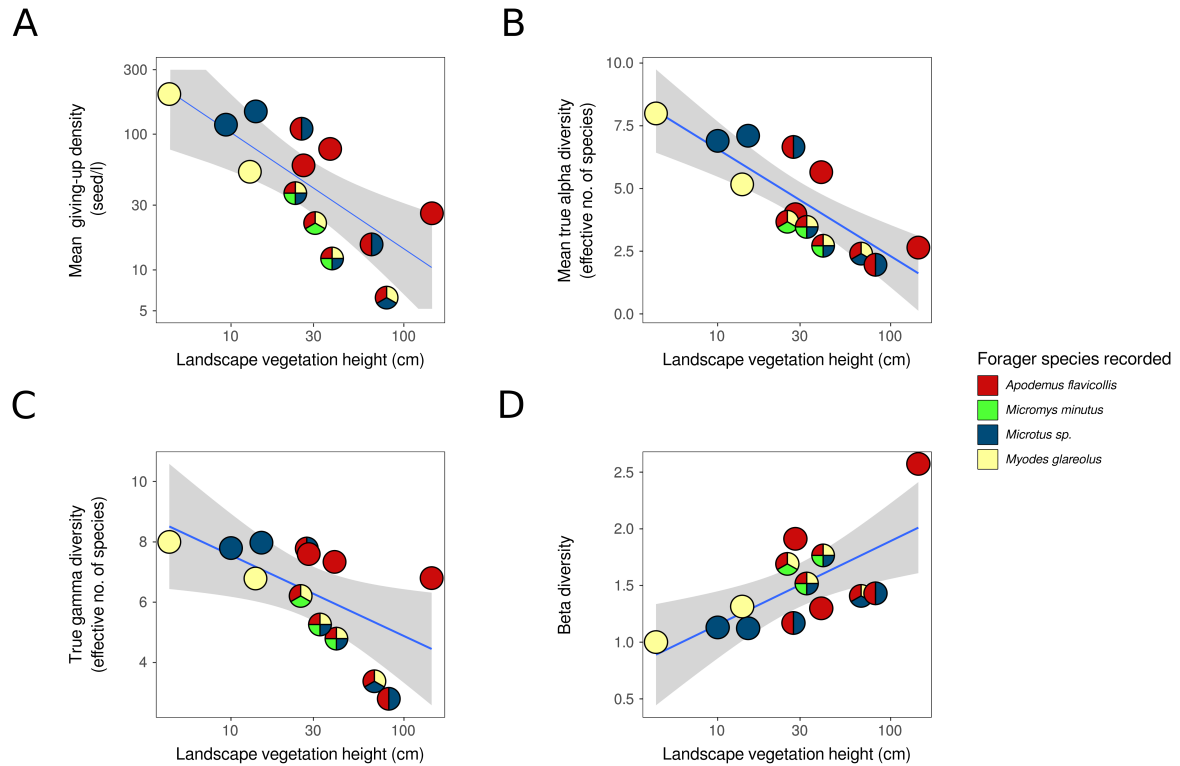 A
Mean giving-up density
(seed/l)
300
100
30
10
5
10
30
100
Landscape vegetation height (cm)
B
Mean true alpha diversity
(effective no. of species)
10.0
7.5
5.0
2.5
0.0
10
30
100
Landscape vegetation height (cm)
Forager species recorded
Apodemus flavicollis
Micromys minutus
Microtus sp.
Myodes glareolus
C
True gamma diversity
(effective no. of species)
10
8
6
4
10
30
100
Landscape vegetation height (cm)
D
Beta diversity
2.5
2.0
1.5
1.0
0.5
10
30
100
Landscape vegetation height (cm)